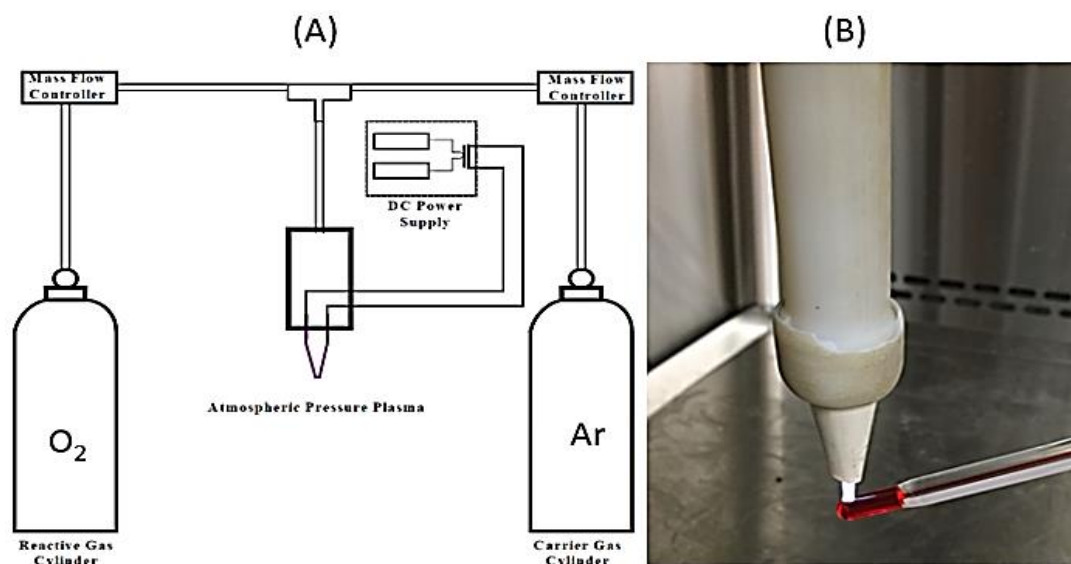 (A)
(B)
Mass Flow
Controller
Mass Flow
Controller
DC Power
Supply
Atmospheric Pressure Plasma
O₂
Ar
Reactive Gas
Cylinder
Carrier Gas
Cylinder